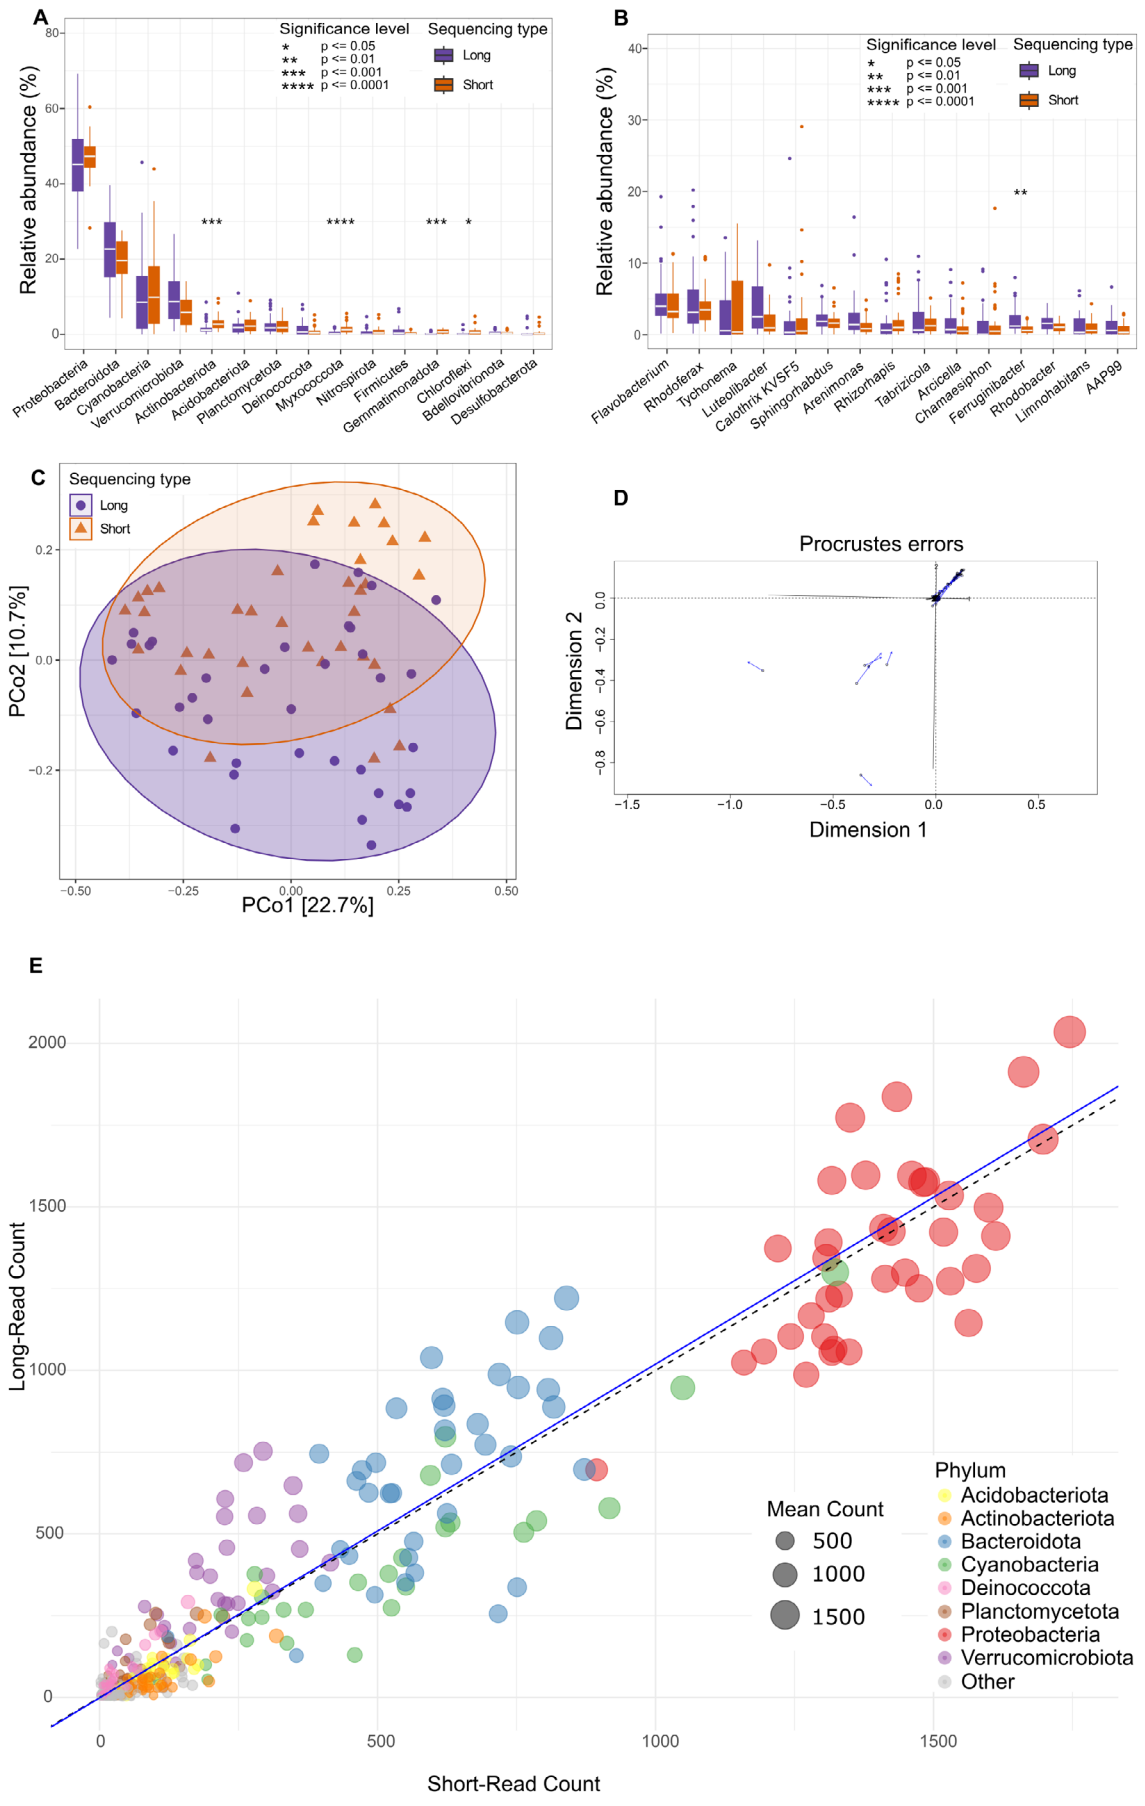 A
Significance level
* p <= 0.05
** p <= 0.01
*** p <= 0.001
**** p <= 0.0001
Sequencing type
Long
Short
Relative abundance (%)
80
60
40
20
0
*** **** *** *
Proteobacteria
Bacteroidota
Cyanobacteria
Verrucomicrobiota
Actinobacteriota
Acidobacteriota
Planctomycetota
Deinococcota
Myxococcota
Nitrospirota
Firmicutes
Gemmatimonadota
Chloroflexi
Bdellovibrionota
Desulfobacterota
B
Significance level
* p <= 0.05
** p <= 0.01
*** p <= 0.001
**** p <= 0.0001
Sequencing type
Long
Short
Relative abundance (%)
40
30
20
10
0
**
Flavobacterium
Rhodoferax
Tychonema
Luteolibacter
Calothrix KVSF5
Sphingorhabdus
Arenimonas
Rhizorhapis
Tabrizicola
Arcicella
Chamaesiphon
Ferruginibacter
Rhodobacter
Limnohabitans
AAP99
C
Sequencing type
Long
Short
PCo2 [10.7%]
0.2
0.0
−0.2
−0.50 −0.25 0.00 0.25 0.50
PCo1 [22.7%]
D
Procrustes errors
Dimension 2
0.0
−0.2
−0.4
−0.6
−0.8
−1.5 −1.0 −0.5 0.0 0.5
Dimension 1
E
Long-Read Count
2000
1500
1000
500
0
Mean Count
500
1000
1500
Phylum
Acidobacteriota
Actinobacteriota
Bacteroidota
Cyanobacteria
Deinococcota
Planctomycetota
Proteobacteria
Verrucomicrobiota
Other
0 500 1000 1500
Short-Read Count